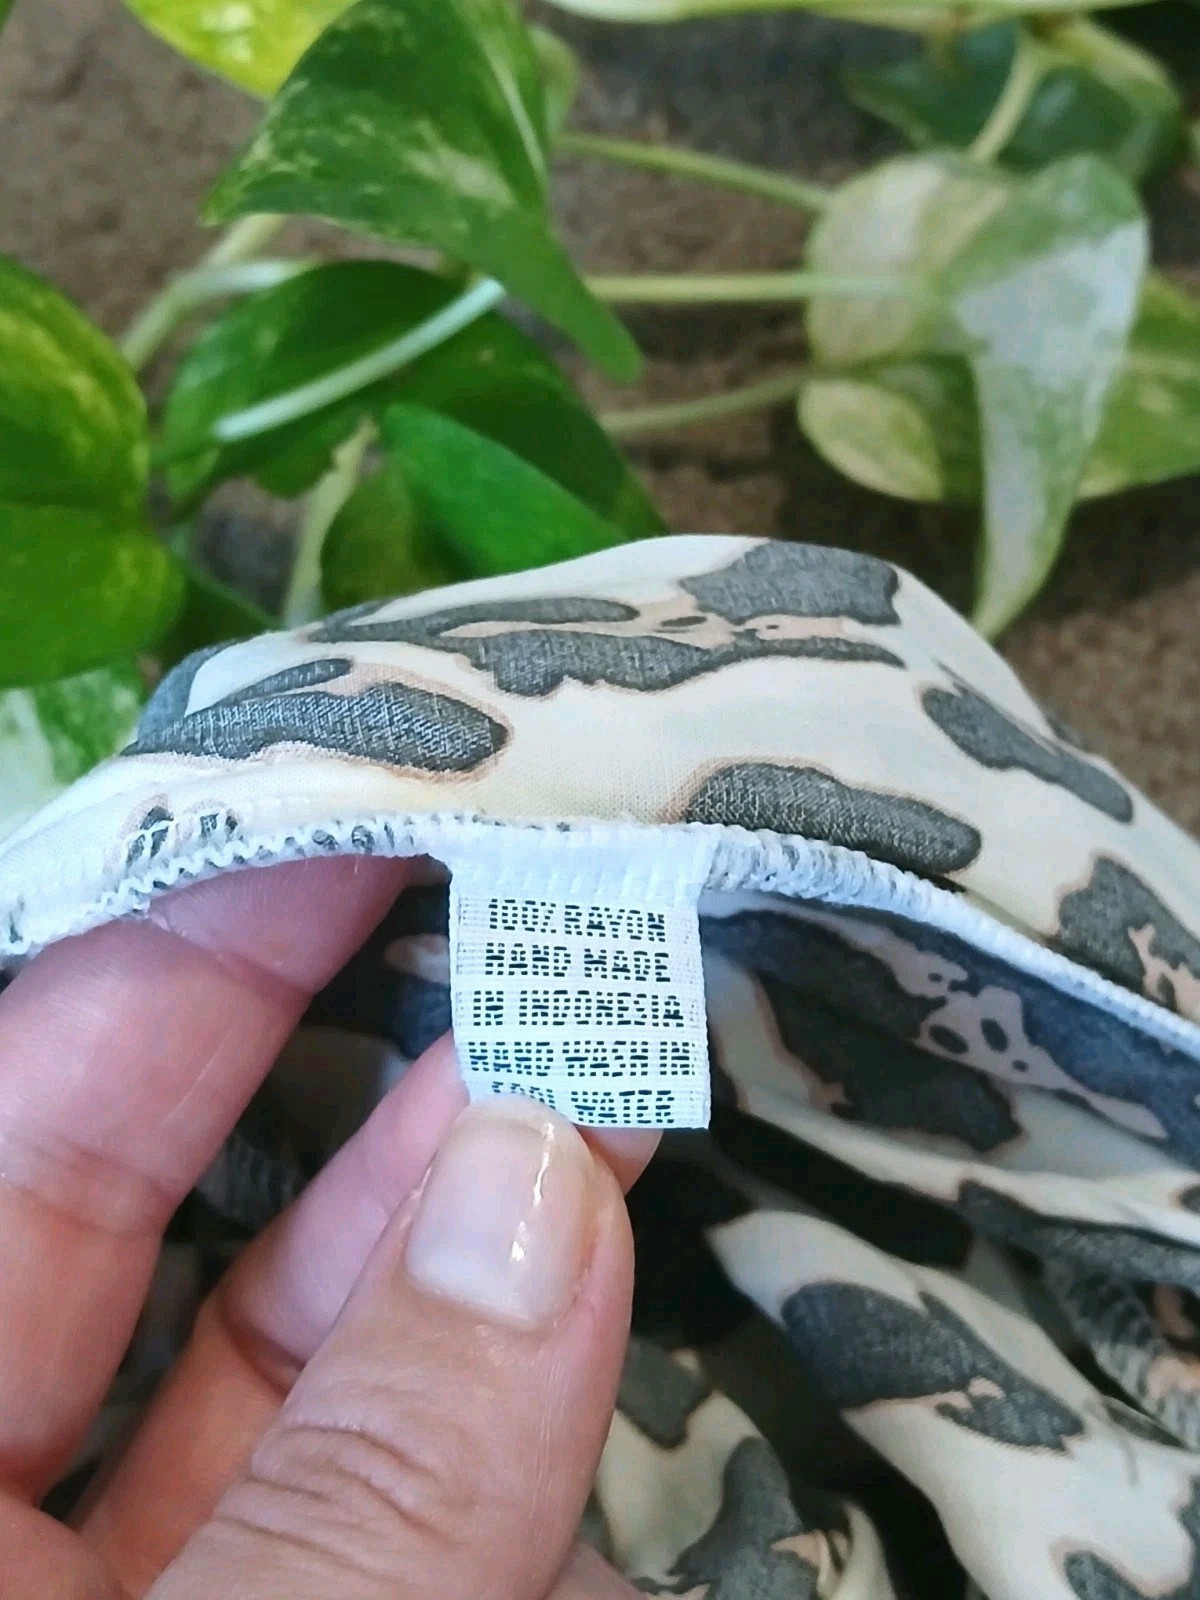 100% RAYON
HAND MADE
IN INDONESIA
HAND WASH IN
COOL WATER